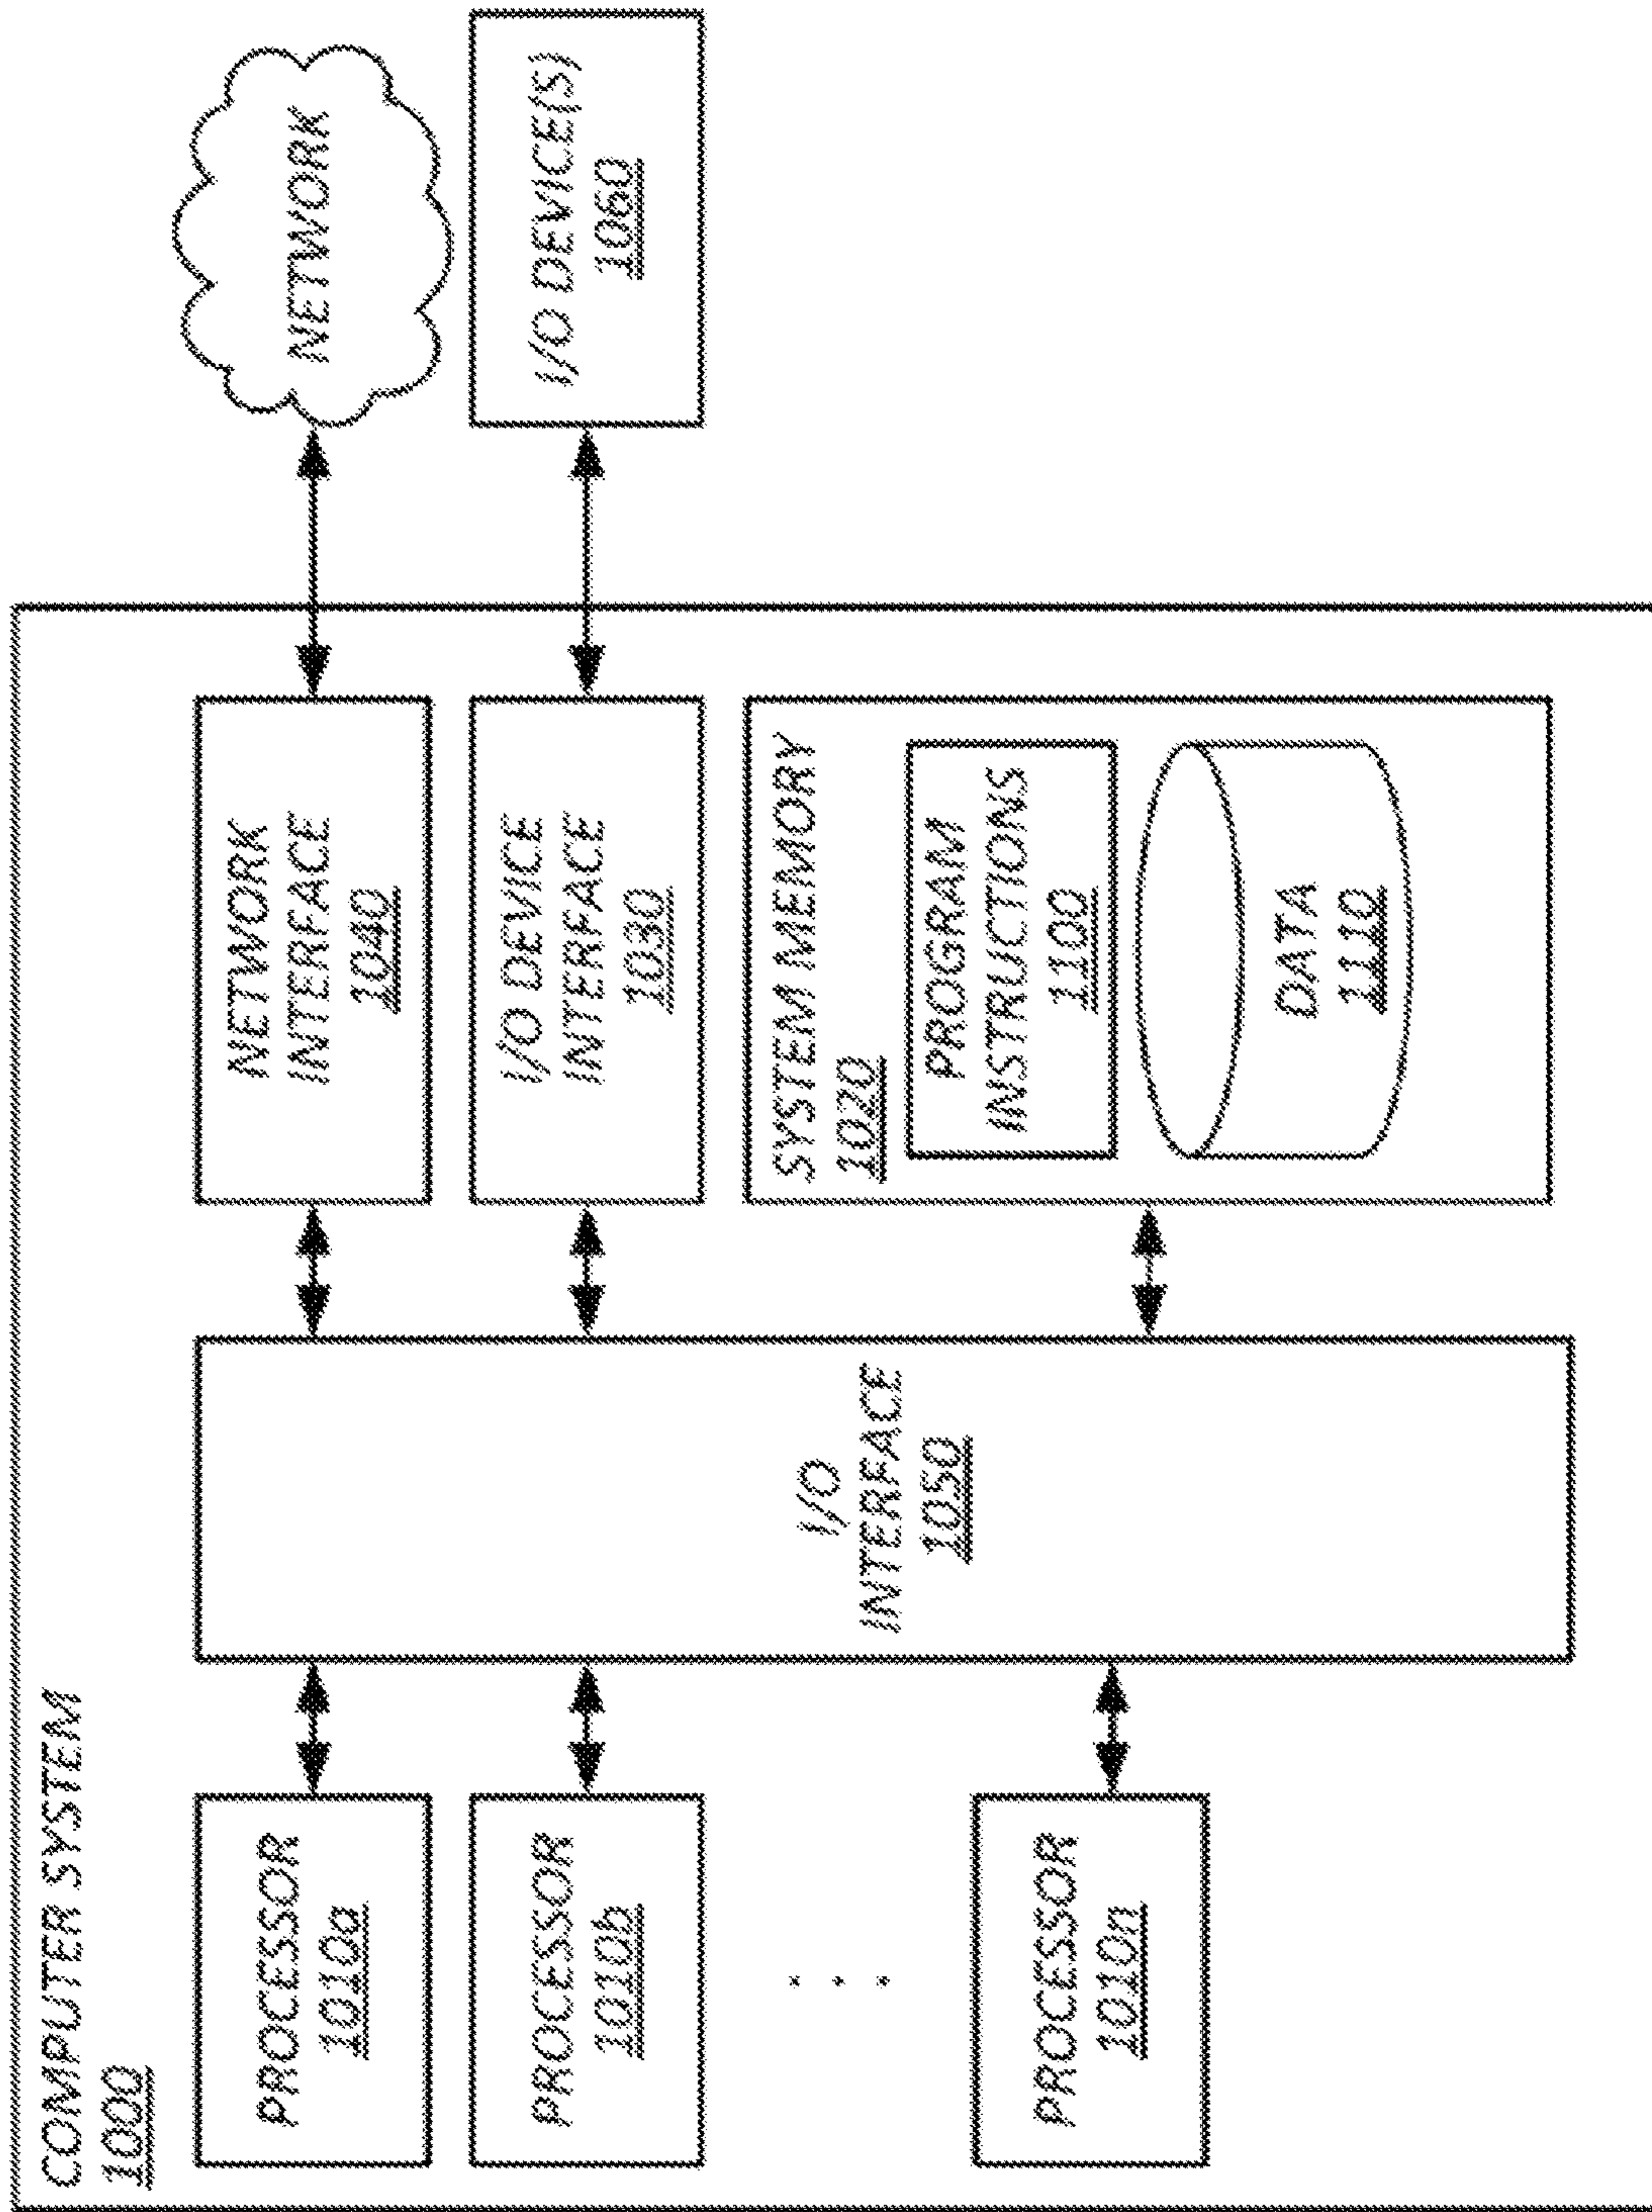 COMPUTER SYSTEM
1000
PROCESSOR
1010a
PROCESSOR
1010b
. . .
PROCESSOR
1010n
I/O
INTERFACE
1050
NETWORK
INTERFACE
1040
I/O DEVICE
INTERFACE
1030
SYSTEM MEMORY
1020
PROGRAM
INSTRUCTIONS
1100
DATA
1110
NETWORK
I/O DEVICE(S)
1060